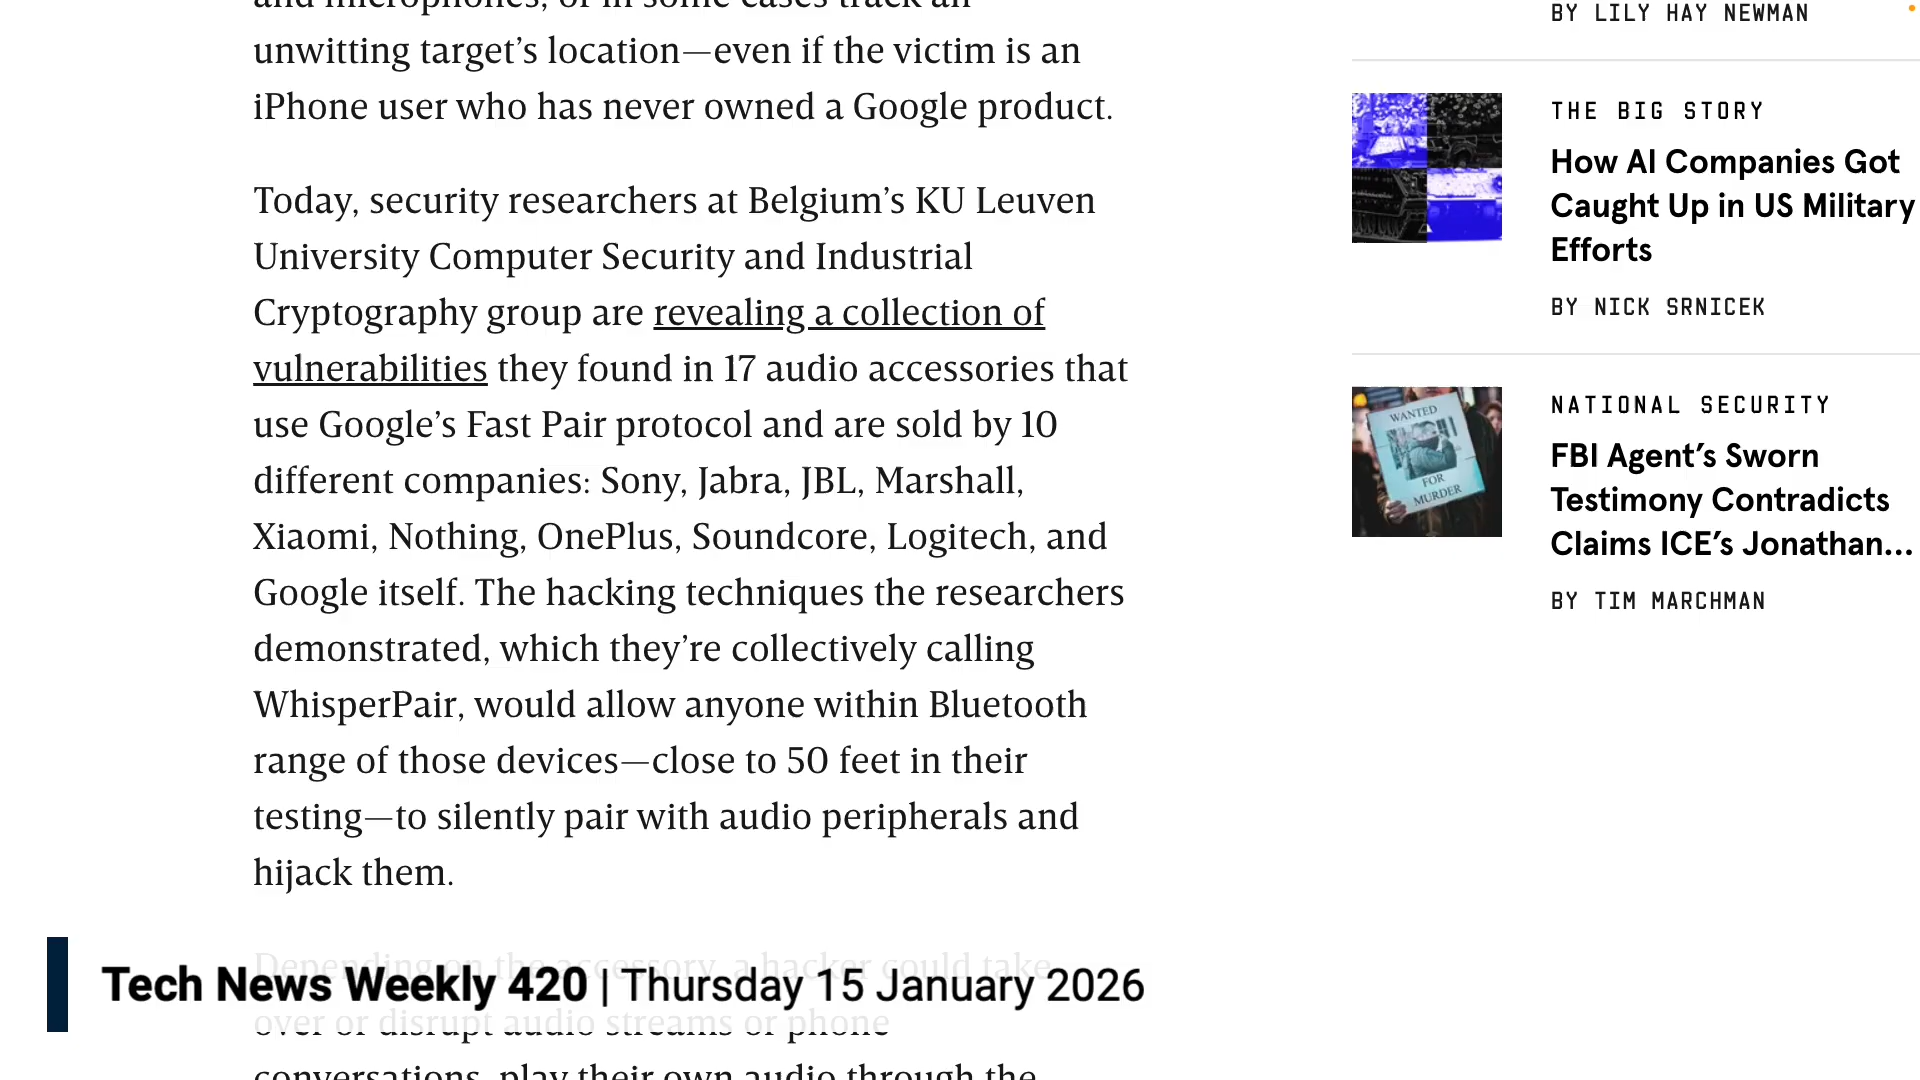 and microphones, or in some cases track an
unwitting target’s location—even if the victim is an
iPhone user who has never owned a Google product.
Today, security researchers at Belgium’s KU Leuven
University Computer Security and Industrial
Cryptography group are revealing a collection of
vulnerabilities they found in 17 audio accessories that
use Google’s Fast Pair protocol and are sold by 10
different companies: Sony, Jabra, JBL, Marshall,
Xiaomi, Nothing, OnePlus, Soundcore, Logitech, and
Google itself. The hacking techniques the researchers
demonstrated, which they’re collectively calling
WhisperPair, would allow anyone within Bluetooth
range of those devices—close to 50 feet in their
testing—to silently pair with audio peripherals and
hijack them.
Depending on the accessory, a hacker could take
over or disrupt audio streams or phone
conversations, play their own audio through the
BY LILY HAY NEWMAN
THE BIG STORY
How AI Companies Got
Caught Up in US Military
Efforts
BY NICK SRNICEK
WANTED
FOR
MURDER
NATIONAL SECURITY
FBI Agent’s Sworn
Testimony Contradicts
Claims ICE’s Jonathan...
BY TIM MARCHMAN
Tech News Weekly 420 | Thursday 15 January 2026